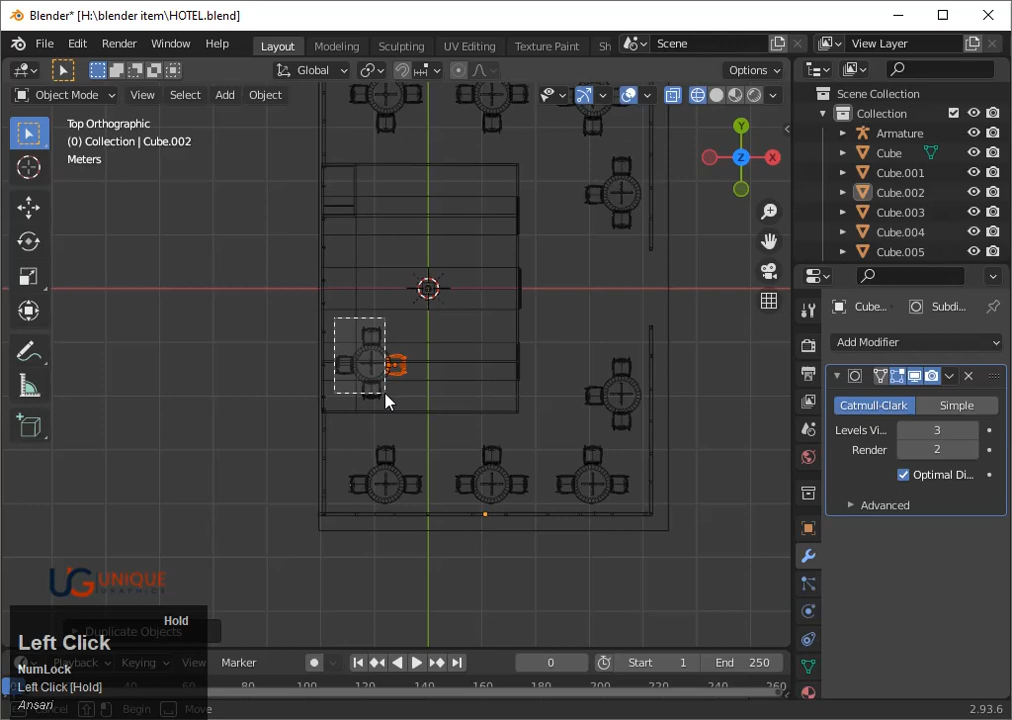 Blender* [H:\blender item\HOTEL.blend]
File Edit Render Window Help Layout Modeling Sculpting UV Editing Texture Paint Sh Scene View Layer
Global Options
Object Mode View Select Add Object
Top Orthographic
(0) Collection | Cube.002
Meters
Y
Z X
Scene Collection
Collection
Armature
Cube
Cube.001
Cube.002
Cube.003
Cube.004
Cube.005
Cube... Subdi...
Add Modifier
Catmull-Clark Simple
Levels Vi... 3
Render 2
Optimal Di...
Advanced
UG UNIQUE
GRAPHICS
Hold
Duplicate Objects
Left Click
NumLock
Left Click [Hold]
Ansari
Playback Keying View Marker 0 Start 1 End 250
40 60 80 100 120 140 160 180 200 220 240 260
Cancel Begin Move 2.93.6